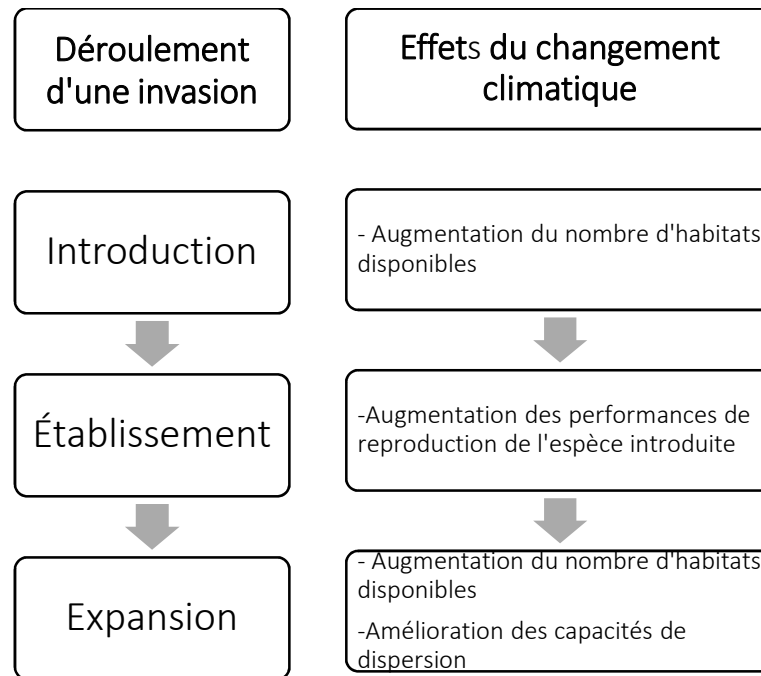 Déroulement
d'une invasion
Effets du changement
climatique
Introduction
- Augmentation du nombre d'habitats
disponibles
Établissement
-Augmentation des performances de
reproduction de l'espèce introduite
Expansion
- Augmentation du nombre d'habitats
disponibles
-Amélioration des capacités de
dispersion